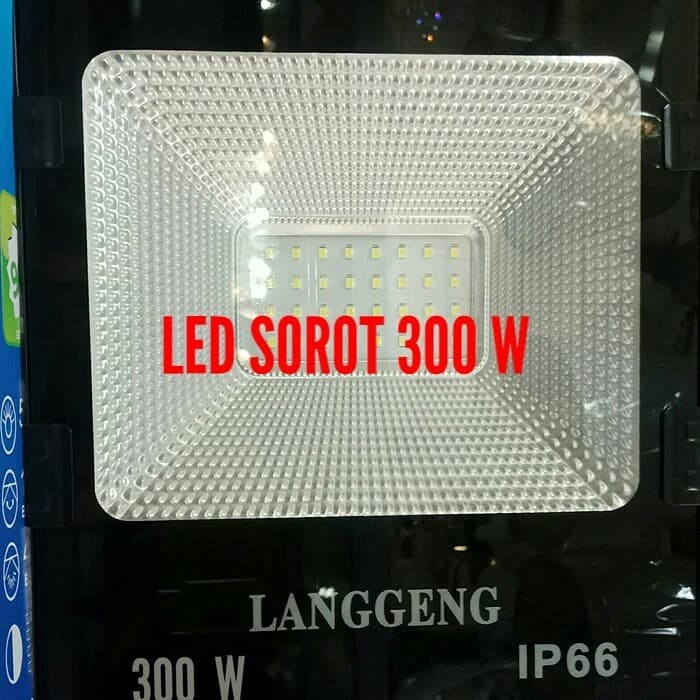 LED SOROT 300 W
LANGGENG
300 W
IP66